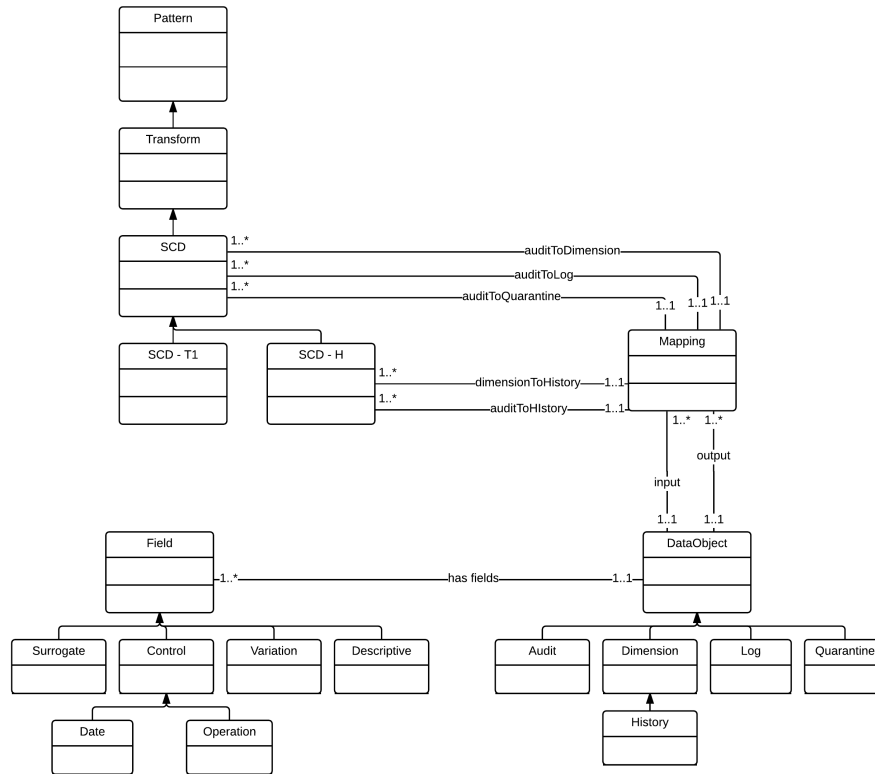 Pattern
Transform
SCD
1..*
auditToDimension
1..*
auditToLog
1..*
auditToQuarantine
1..1
1..1
1..1
Mapping
SCD - T1
SCD - H
1..*
dimensionToHistory
1..1
1..*
auditToHIstory
1..1
1..*
1..*
output
input
1..1
1..1
Field
DataObject
1..*
has fields
1..1
Surrogate
Control
Variation
Descriptive
Audit
Dimension
Log
Quarantine
Date
Operation
History